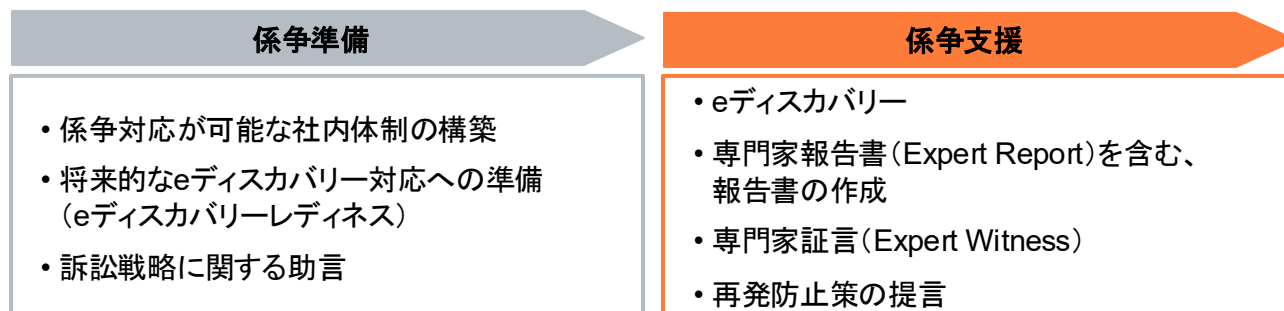 係争準備
• 係争対応が可能な社内体制の構築
• 将来的なeディスカバリー対応への準備
（eディスカバリーレディネス）
• 訴訟戦略に関する助言
係争支援
• eディスカバリー
• 専門家報告書（Expert Report）を含む、
報告書の作成
• 専門家証言（Expert Witness）
• 再発防止策の提言